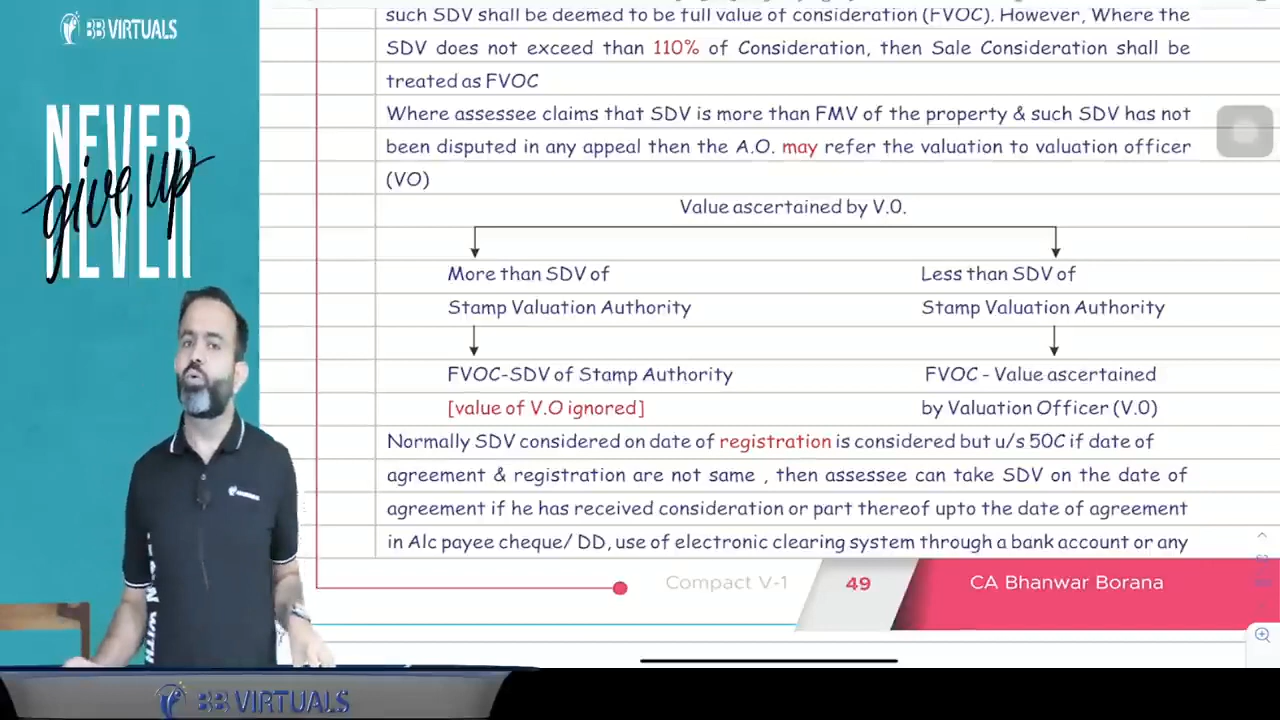 BB VIRTUALS
NEVER
give up
NEVER
such SDV shall be deemed to be full value of consideration (FVOC). However, Where the
SDV does not exceed than 110% of Consideration, then Sale Consideration shall be
treated as FVOC
Where assessee claims that SDV is more than FMV of the property & such SDV has not
been disputed in any appeal then the A.O. may refer the valuation to valuation officer
(VO)
Value ascertained by V.O.
More than SDV of
Stamp Valuation Authority
Less than SDV of
Stamp Valuation Authority
FVOC-SDV of Stamp Authority
[value of V.O ignored]
FVOC - Value ascertained
by Valuation Officer (V.O)
Normally SDV considered on date of registration is considered but u/s 50C if date of
agreement & registration are not same , then assessee can take SDV on the date of
agreement if he has received consideration or part thereof upto the date of agreement
in A/c payee cheque/ DD, use of electronic clearing system through a bank account or any
Compact V-1
49
CA Bhanwar Borana
BB VIRTUALS